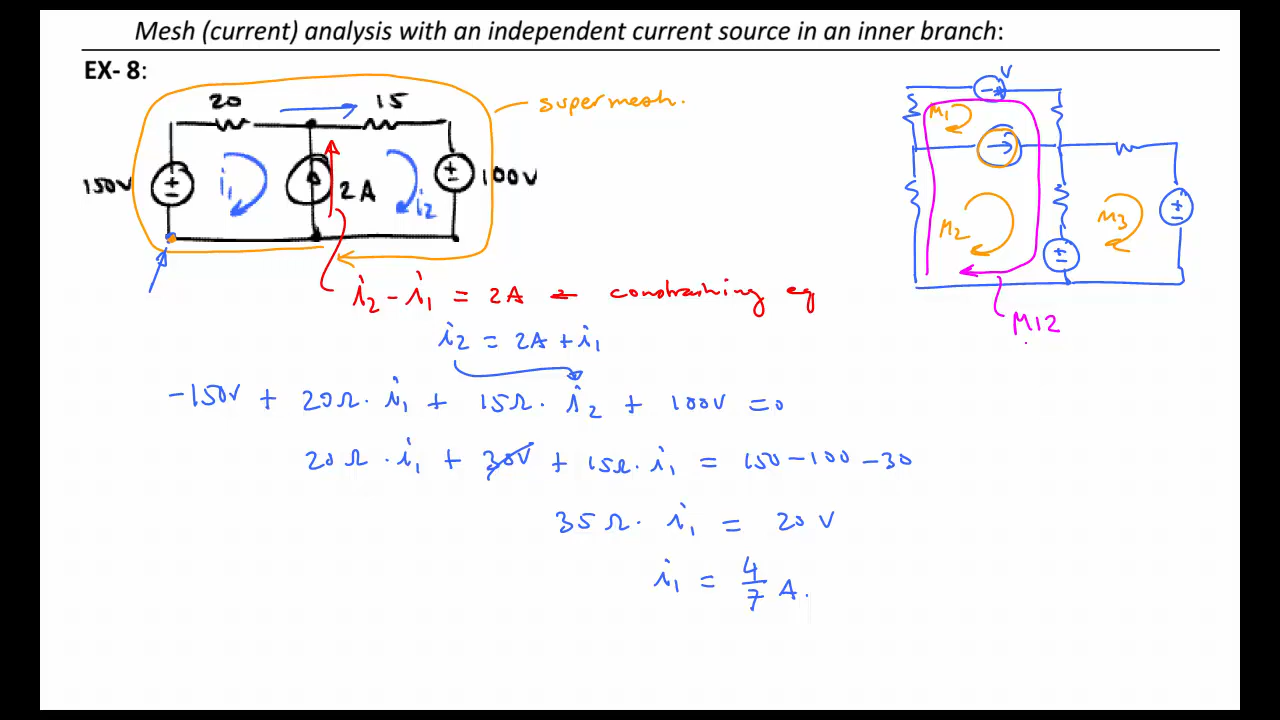 Mesh (current) analysis with an independent current source in an inner branch:
EX- 8:
20 15 supermesh.
150V i₁ 2A i₂ 100V
V
M1
M2 M3
M12
i₂ - i₁ = 2A ← constraining eq
i₂ = 2A + i₁
-150V + 20Ω · i₁ + 15Ω · i₂ + 100V = 0
20Ω · i₁ + 30V + 15Ω · i₁ = 150 - 100 - 30
35Ω · i₁ = 20V
i₁ = 4/7 A.